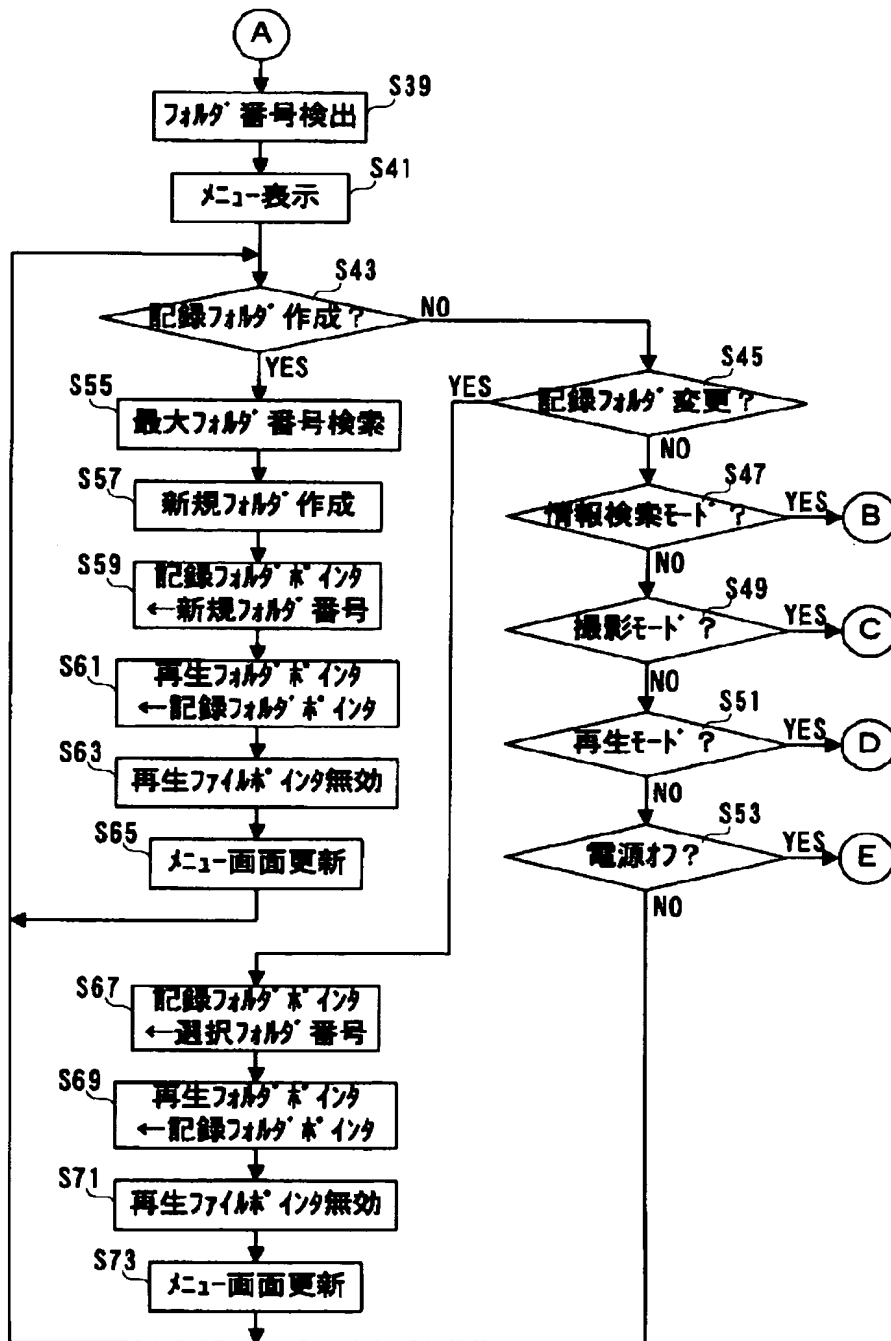 A
S39
フォルダ番号検出
S41
メニュー表示
S43
記録フォルダ作成?
NO
YES
S45
YES
記録フォルダ変更?
NO
S55
最大フォルダ番号検索
S47
情報検索モード?
YES
B
NO
S57
新規フォルダ作成
S59
記録フォルダポインタ
←新規フォルダ番号
S49
撮影モード?
YES
C
NO
S61
再生フォルダポインタ
←記録フォルダポインタ
S51
再生モード?
YES
D
NO
S63
再生ファイルポインタ無効
S65
メニュー画面更新
S53
電源オフ?
YES
E
NO
S67
記録フォルダポインタ
←選択フォルダ番号
S69
再生フォルダポインタ
←記録フォルダポインタ
S71
再生ファイルポインタ無効
S73
メニュー画面更新